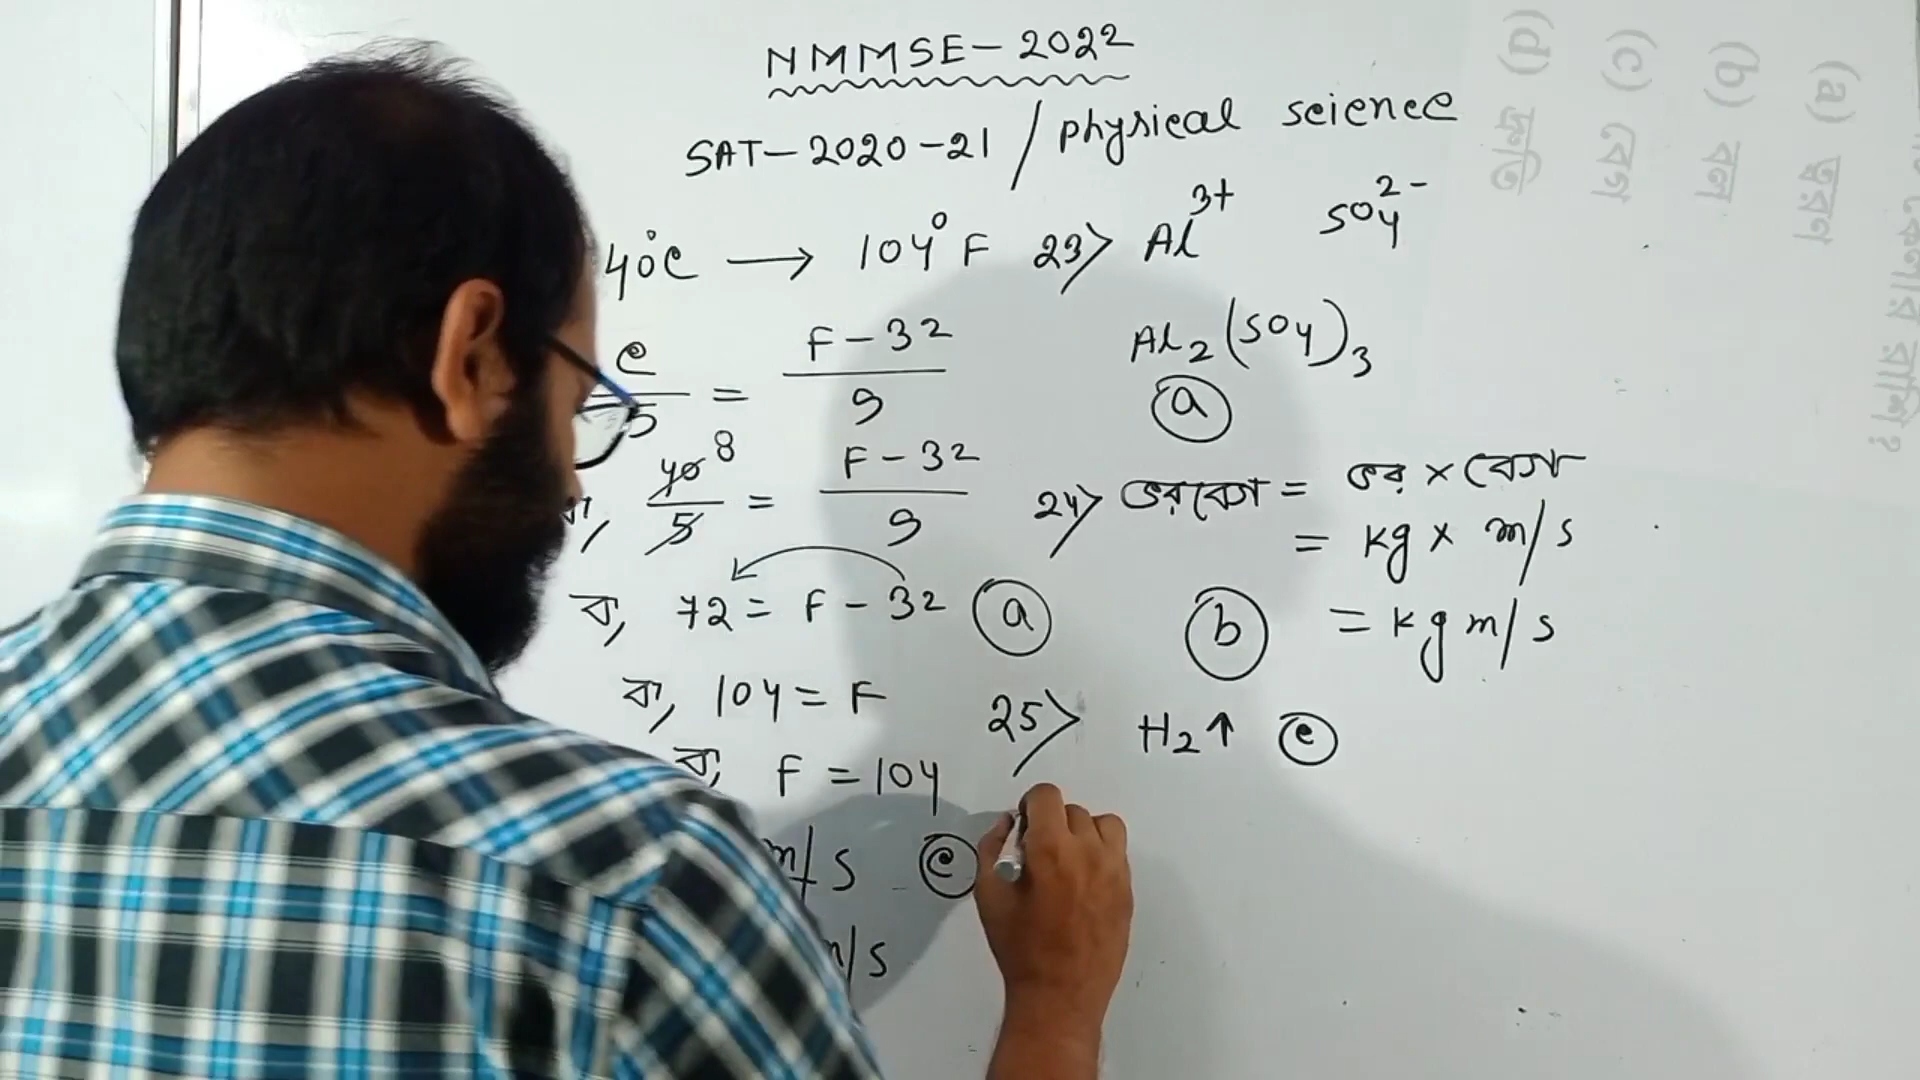 NMMSE-2022
SAT-2020-21 / physical science
40°C → 104°F
C/5 = F-32/9
বা, 40/5 8 = F-32/9
বা, 72 = F-32 (a)
বা, 104 = F
বা, F = 104
m/s (c)
m/s
23> Al³⁺ SO₄²⁻
Al₂(SO₄)₃
(a)
24> ভরবেগ = ভর × বেগ
= kg × m/s
(b) = kg m/s
25> H₂↑ (c)
(a) ত্বরণ
(b) বল
(c) বেগ
(d) দ্রুতি
স্কেলার রাশি?